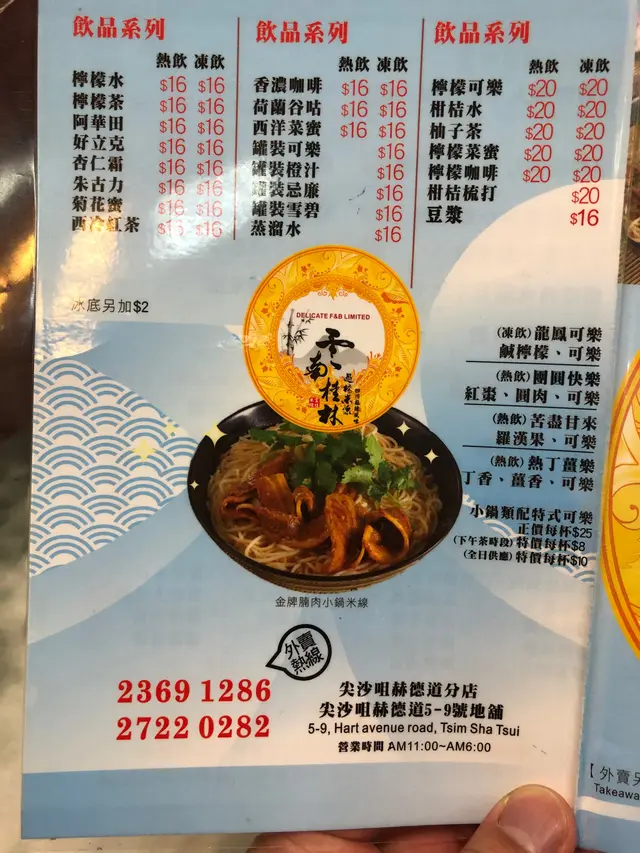 飲品系列
熱飲 凍飲
檸檬水 $16 $16
檸檬茶 $16 $16
阿華田 $16 $16
好立克 $16 $16
杏仁霜 $16 $16
朱古力 $16 $16
菊花蜜 $16 $16
西冷紅茶 $16 $16
冰底另加$2
飲品系列
熱飲 凍飲
香濃咖啡 $16 $16
荷蘭谷咕 $16 $16
西洋菜蜜 $16 $16
罐裝可樂 $16
罐裝橙汁 $16
罐裝忌廉 $16
罐裝雪碧 $16
蒸溜水 $16
飲品系列
熱飲 凍飲
檸檬可樂 $20 $20
柑桔水 $20 $20
柚子茶 $20 $20
檸檬菜蜜 $20 $20
檸檬咖啡 $20 $20
柑桔梳打 $20
豆漿 $16
DELICATE F&B LIMITED
雲南桂林
(凍飲) 龍鳳可樂
鹹檸檬、可樂
(熱飲) 團圓快樂
紅棗、圓肉、可樂
(熱飲) 苦盡甘來
羅漢果、可樂
(熱飲) 熱丁薑樂
丁香、薑香、可樂
小鍋類配特式可樂
正價每杯$25
(下午茶時段) 特價每杯$8
(全日供應) 特價每杯$10
金牌腩肉小鍋米線
外賣
熱線
2369 1286
2722 0282
尖沙咀赫德道分店
尖沙咀赫德道5-9號地舖
5-9, Hart avenue road, Tsim Sha Tsui
營業時間 AM11:00~AM6:00
【外賣另
Takeawa